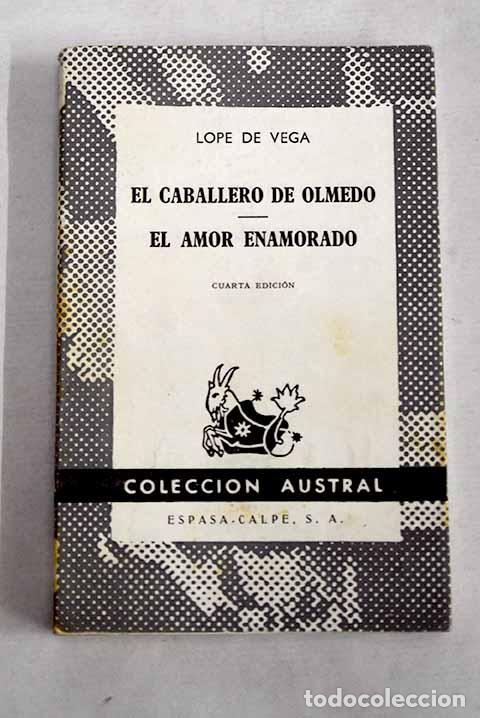 LOPE DE VEGA
EL CABALLERO DE OLMEDO
EL AMOR ENAMORADO
CUARTA EDICIÓN
COLECCION AUSTRAL
ESPASA-CALPE, S. A.
todocoleccion